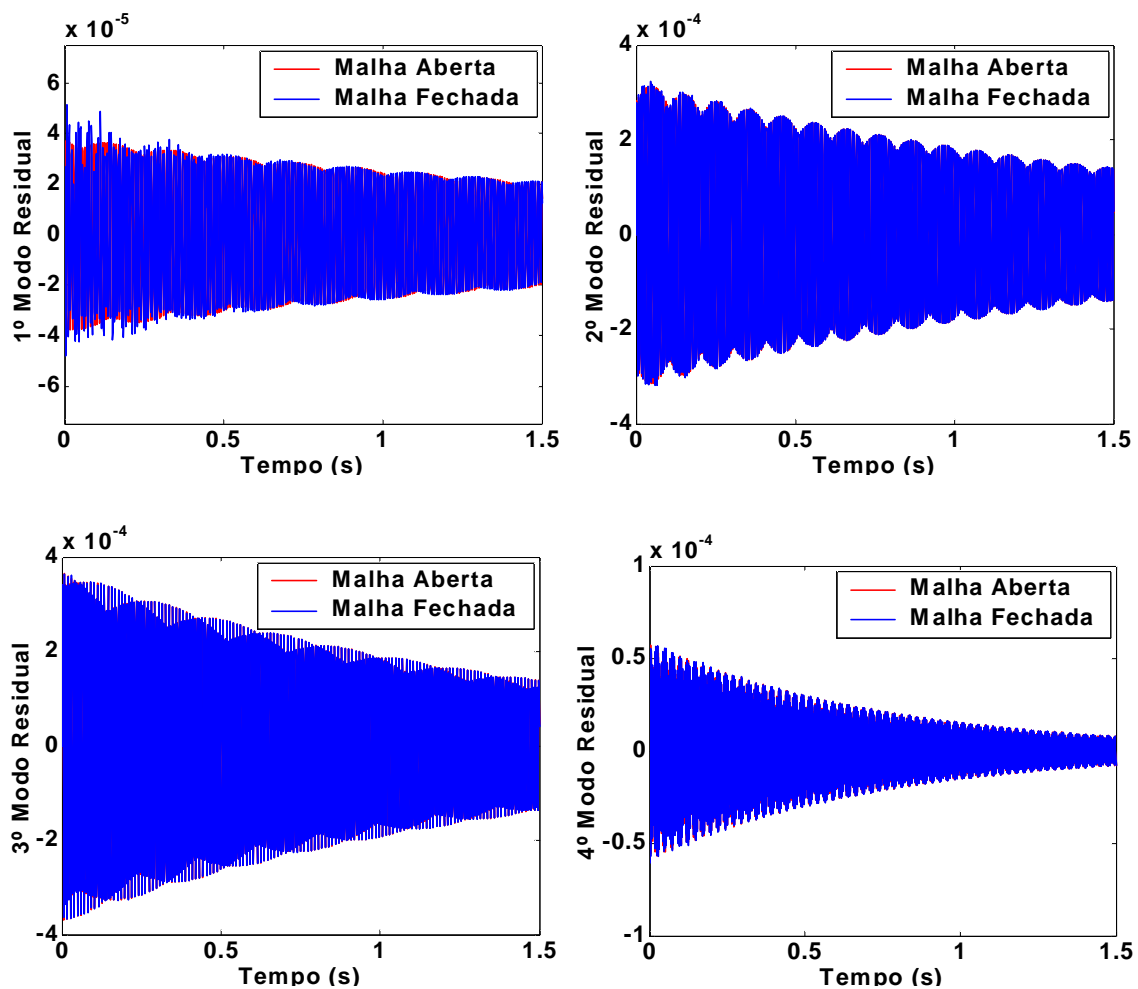 x 10-5
6
4
2
0
-2
-4
-6
1º Modo Residual
Malha Aberta
Malha Fechada
0 0.5 1 1.5
Tempo (s)
x 10-4
4
2
0
-2
-4
2º Modo Residual
Malha Aberta
Malha Fechada
0 0.5 1 1.5
Tempo (s)
x 10-4
4
2
0
-2
-4
3º Modo Residual
Malha Aberta
Malha Fechada
0 0.5 1 1.5
Tempo (s)
x 10-4
1
0.5
0
-0.5
-1
4º Modo Residual
Malha Aberta
Malha Fechada
0 0.5 1 1.5
Tempo (s)